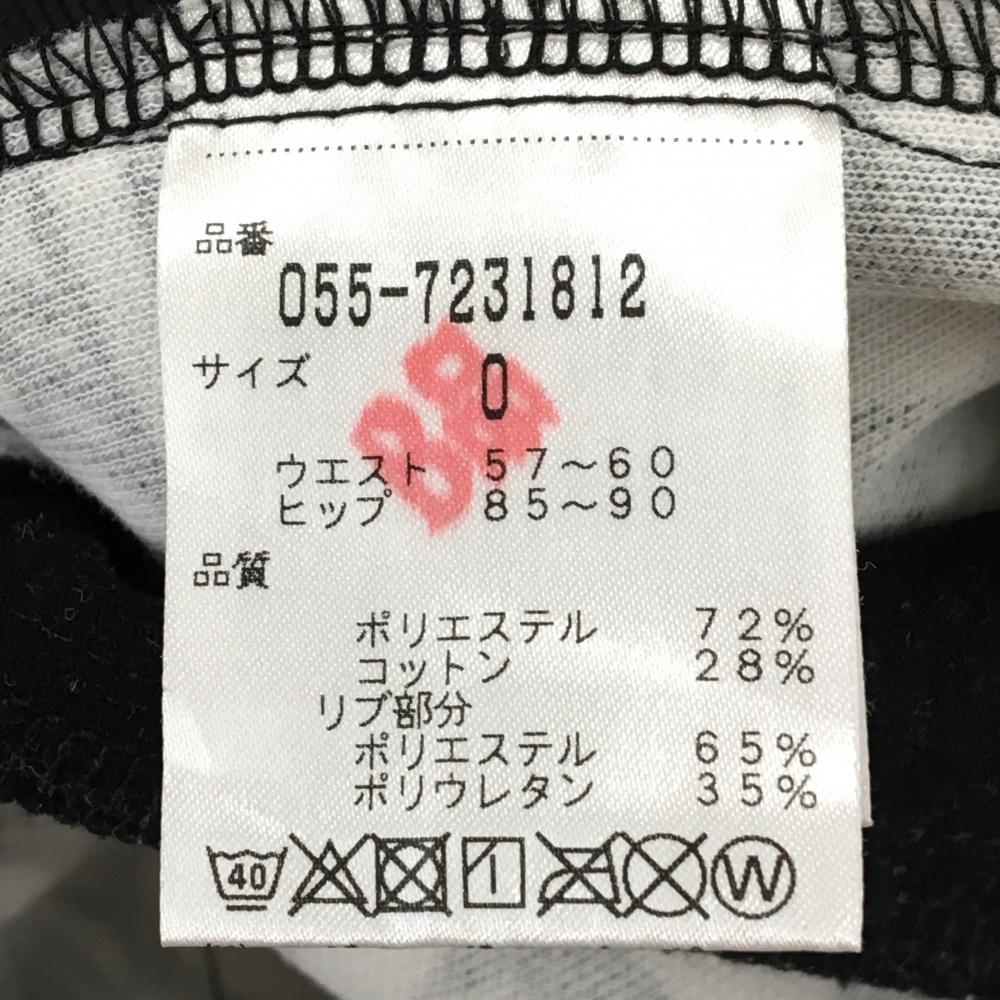 品番
055-7231812
サイズ 0
ウエスト 57〜60
ヒップ 85〜90
品質
ポリエステル 72%
コットン 28%
リブ部分
ポリエステル 65%
ポリウレタン 35%
40 W